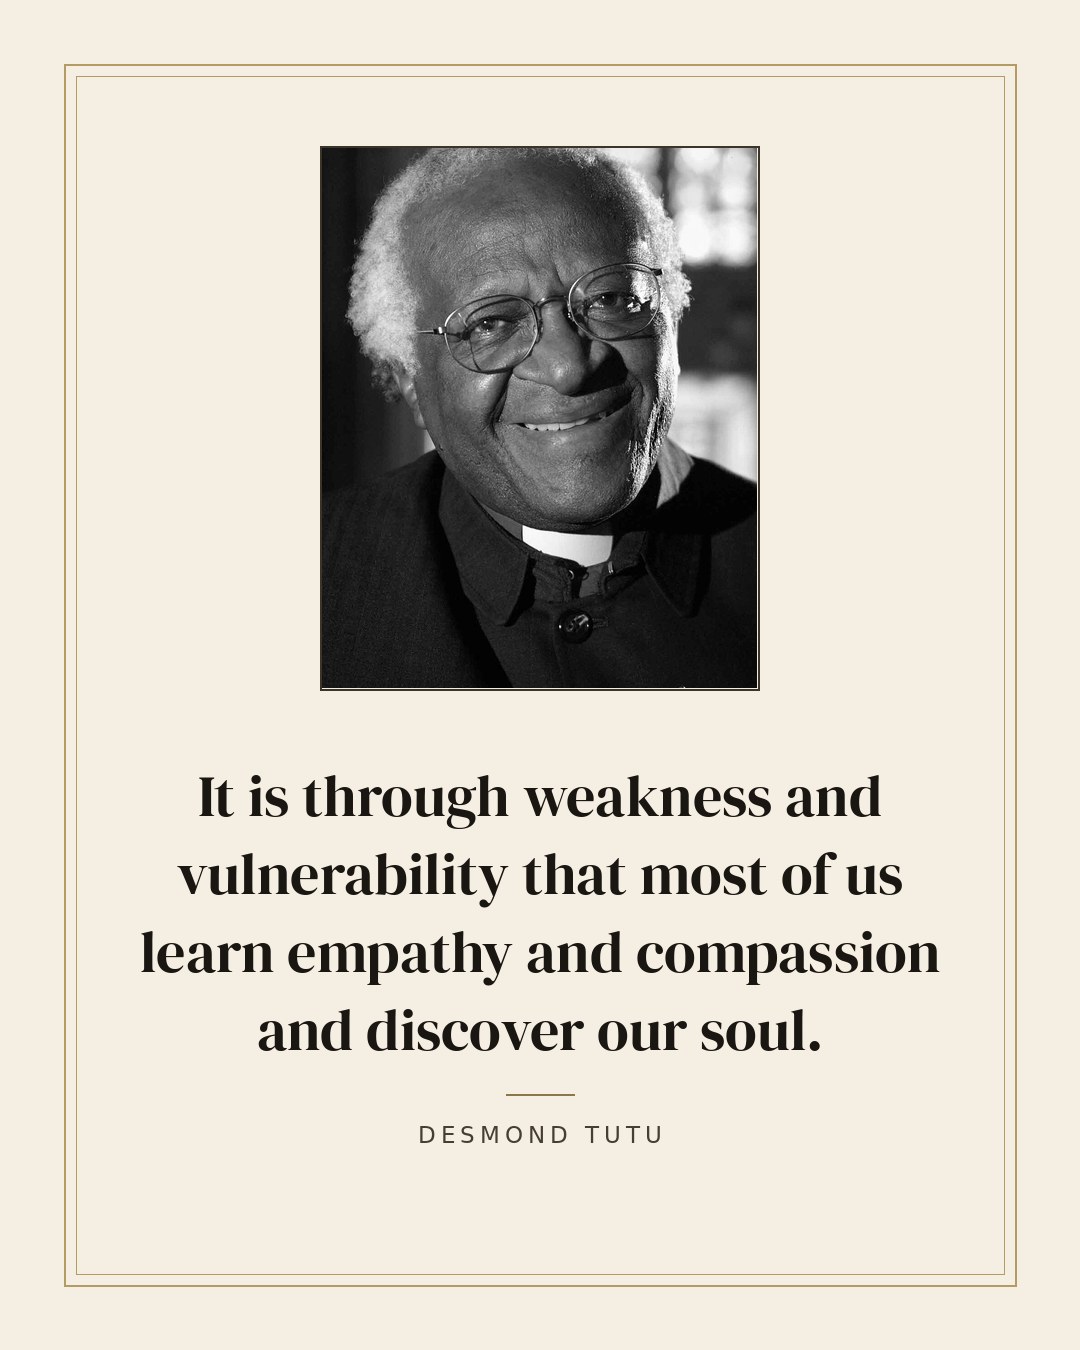 It is through weakness and
vulnerability that most of us
learn empathy and compassion
and discover our soul.
DESMOND TUTU